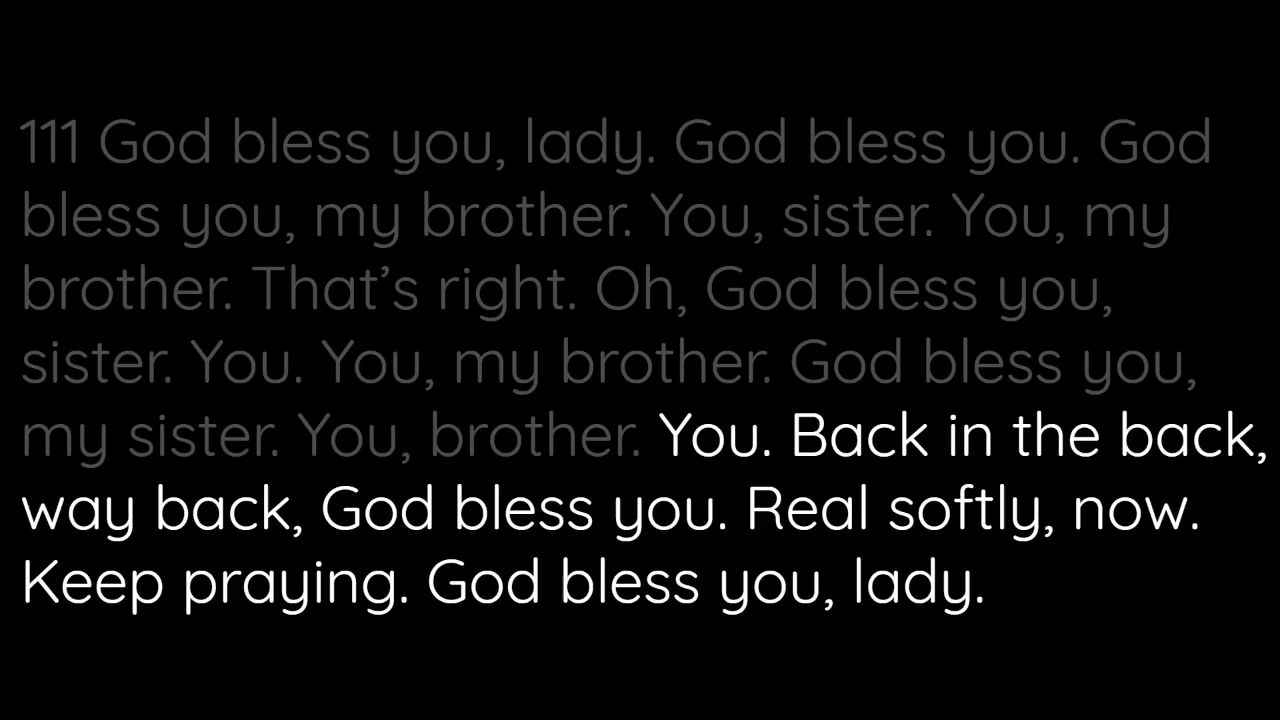 111 God bless you, lady. God bless you. God
bless you, my brother. You, sister. You, my
brother. That’s right. Oh, God bless you,
sister. You. You, my brother. God bless you,
my sister. You, brother. You. Back in the back,
way back, God bless you. Real softly, now.
Keep praying. God bless you, lady.